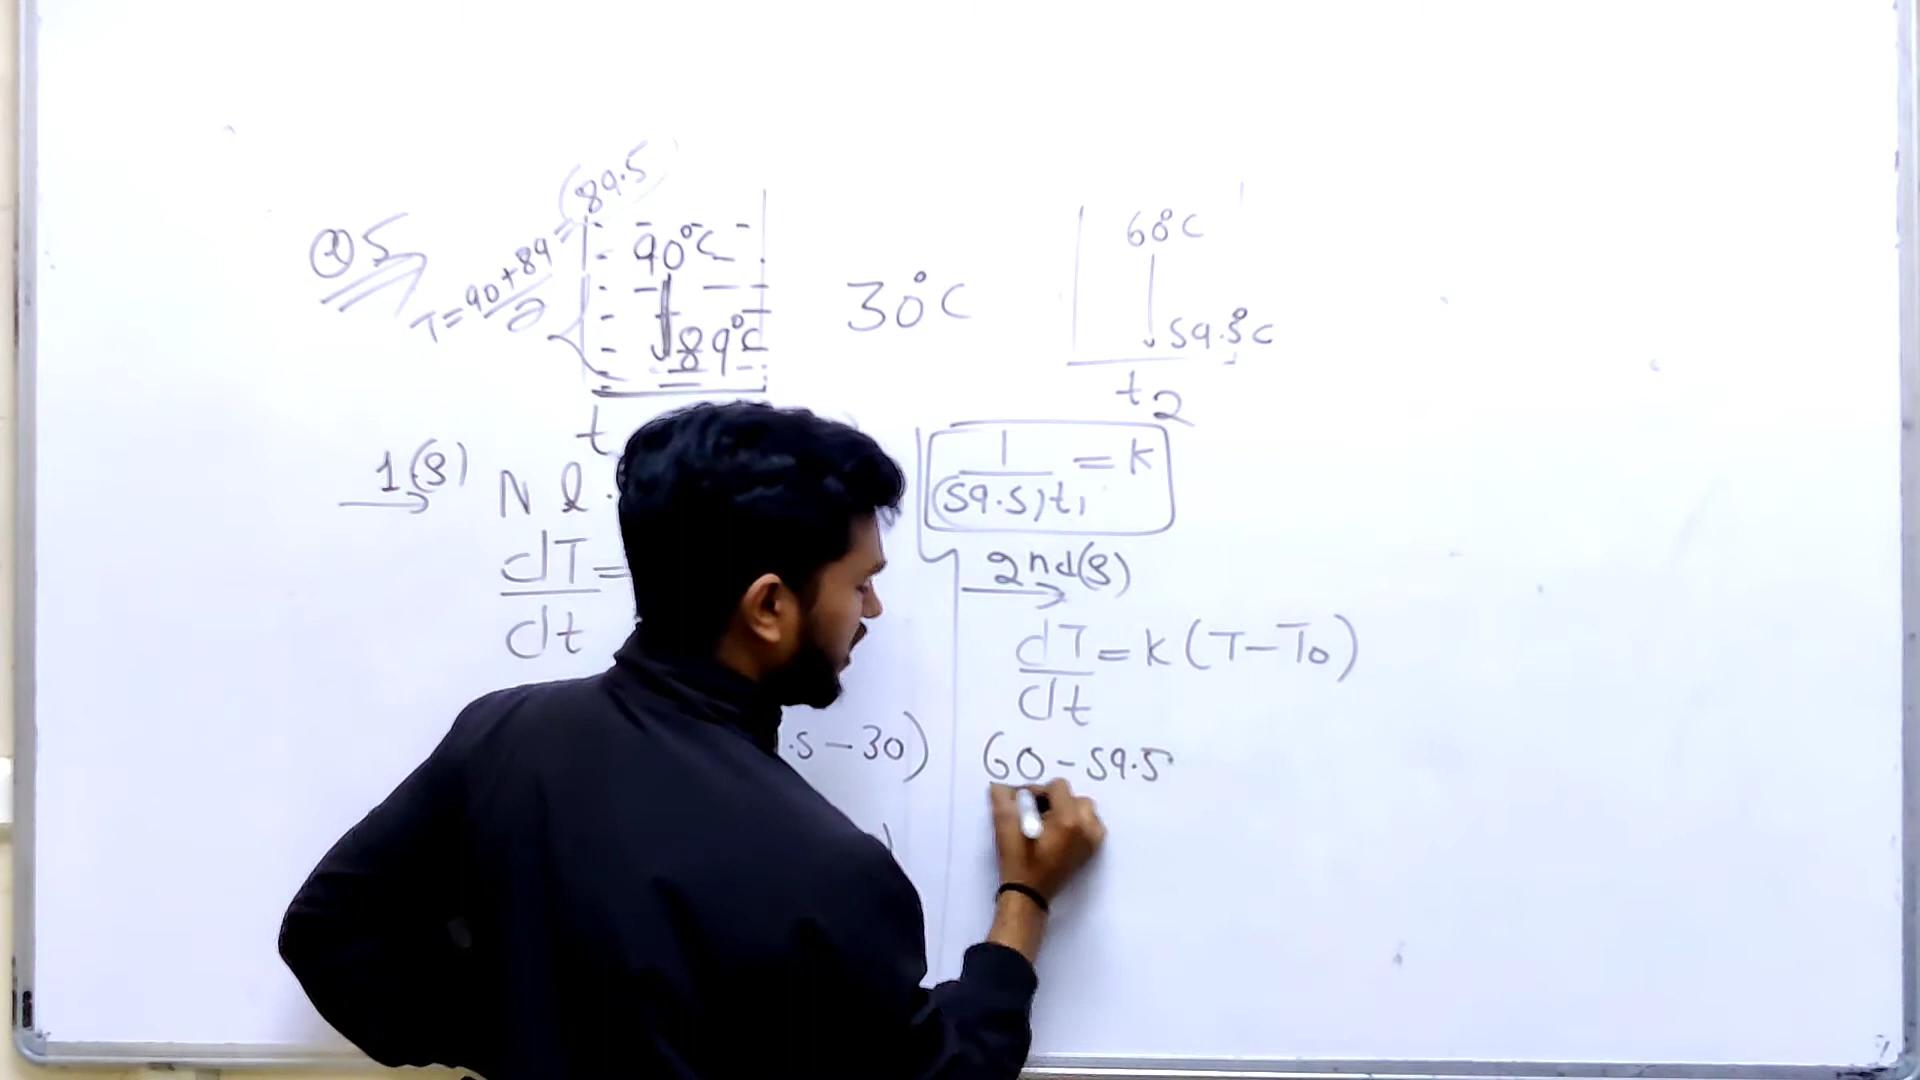 Q5
T = 90+89/2 = 89.5
90°C
89°C
30°C
60°C
59.5°C
t
t2
1(g)
N l.
dT/dt =
.5 – 30)
1/(59.5)t1 = K
2nd(g)
dT/dt = K(T–To)
(60 – 59.5